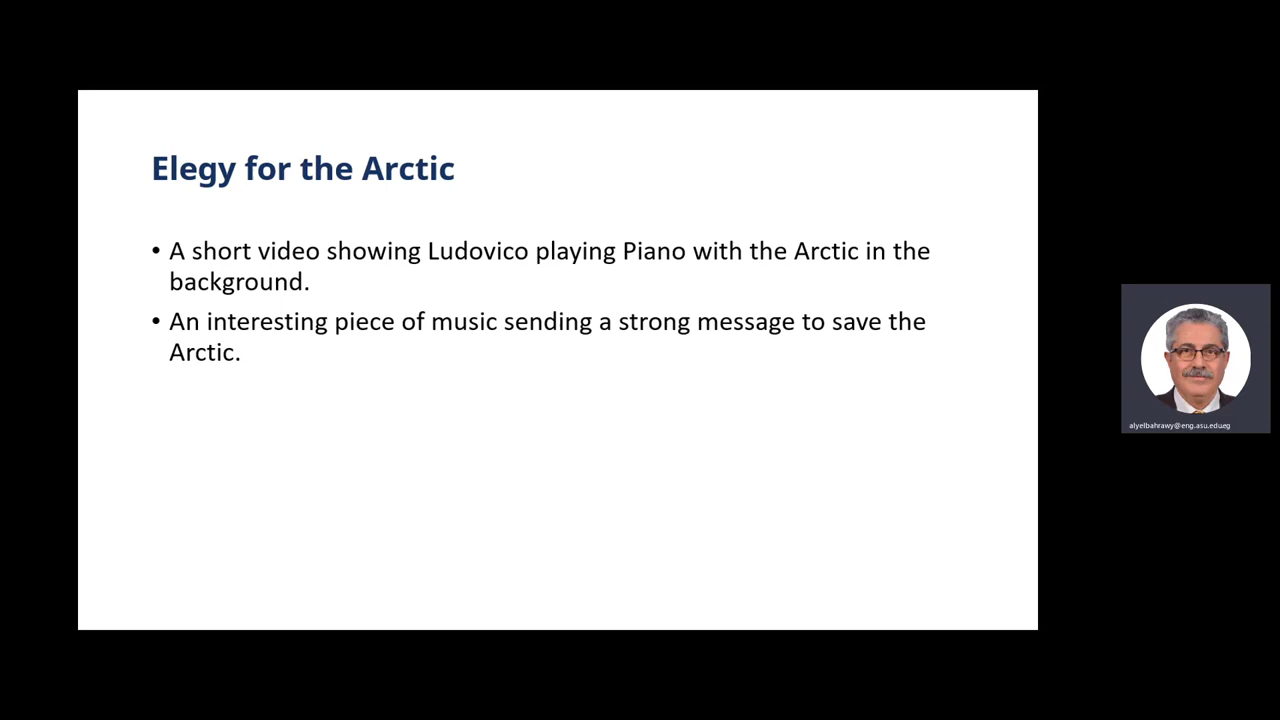 Elegy for the Arctic
• A short video showing Ludovico playing Piano with the Arctic in the
background.
• An interesting piece of music sending a strong message to save the
Arctic.
alyelbahrawy@eng.asu.edu.eg